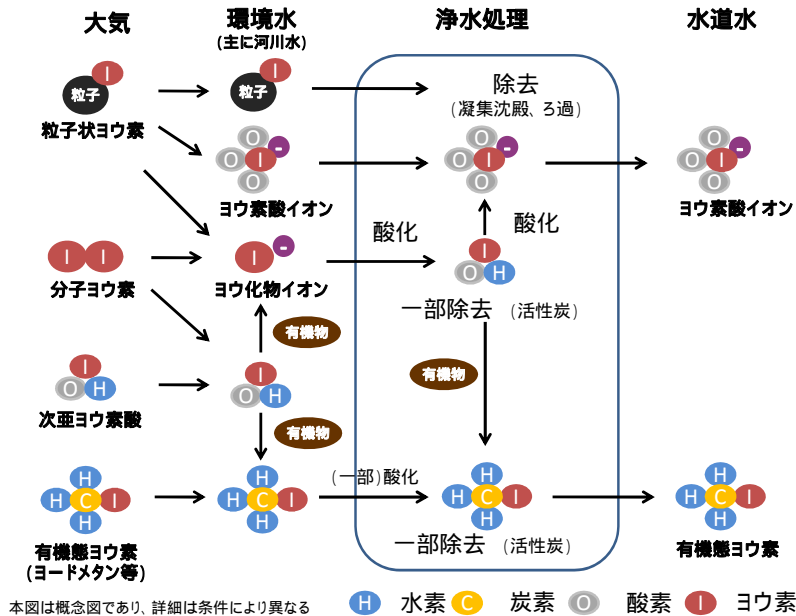 大気
環境水
(主に河川水)
浄水処理
水道水
I
粒子
粒子状ヨウ素
I
粒子
除去
(凝集沈殿、ろ過)
O
O I -
O
ヨウ素酸イオン
O
O I -
O
O
O I -
O
ヨウ素酸イオン
酸化
I I
分子ヨウ素
I -
ヨウ化物イオン
酸化
I
O H
一部除去 (活性炭)
有機物
有機物
I
O H
次亜ヨウ素酸
I
O H
有機物
H
H C I
H
有機態ヨウ素
(ヨードメタン等)
H
H C I
H
(一部)酸化
H
H C I
H
一部除去 (活性炭)
H
H C I
H
有機態ヨウ素
本図は概念図であり、詳細は条件により異なる
H 水素 C 炭素 O 酸素 I ヨウ素